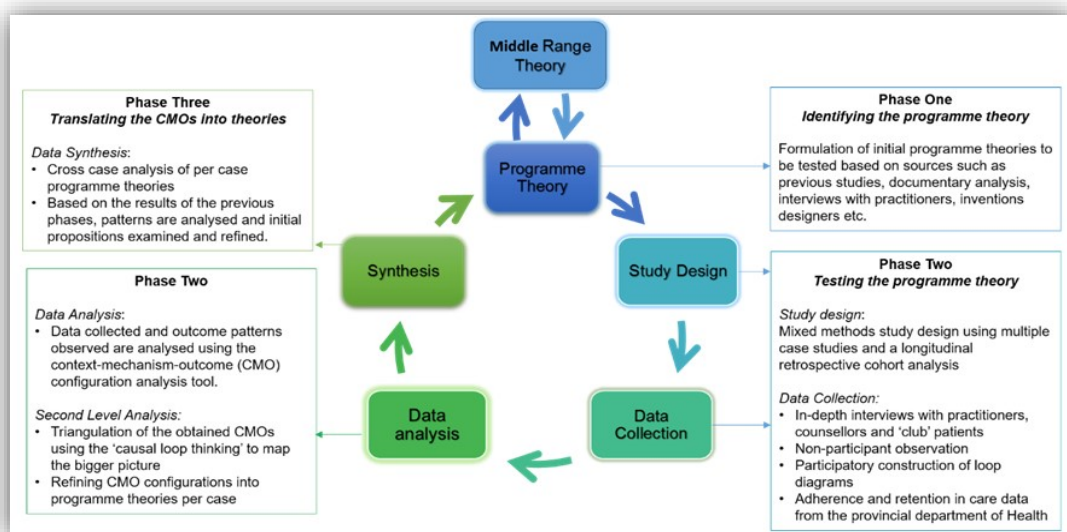 Middle Range
Theory
Phase Three
Translating the CMOs into theories
Data Synthesis:
• Cross case analysis of per case
programme theories
• Based on the results of the previous
phases, patterns are analysed and initial
propositions examined and refined.
Programme
Theory
Phase One
Identifying the programme theory
Formulation of initial programme theories to
be tested based on sources such as
previous studies, documentary analysis,
interviews with practitioners, inventions
designers etc.
Synthesis
Study Design
Phase Two
Data Analysis:
• Data collected and outcome patterns
observed are analysed using the
context-mechanism-outcome (CMO)
configuration analysis tool.
Second Level Analysis:
• Triangulation of the obtained CMOs
using the ‘causal loop thinking’ to map
the bigger picture
• Refining CMO configurations into
programme theories per case
Data
analysis
Data
Collection
Phase Two
Testing the programme theory
Study design:
Mixed methods study design using multiple
case studies and a longitudinal
retrospective cohort analysis
Data Collection:
• In-depth interviews with practitioners,
counsellors and ‘club’ patients
• Non-participant observation
• Participatory construction of loop
diagrams
• Adherence and retention in care data
from the provincial department of Health